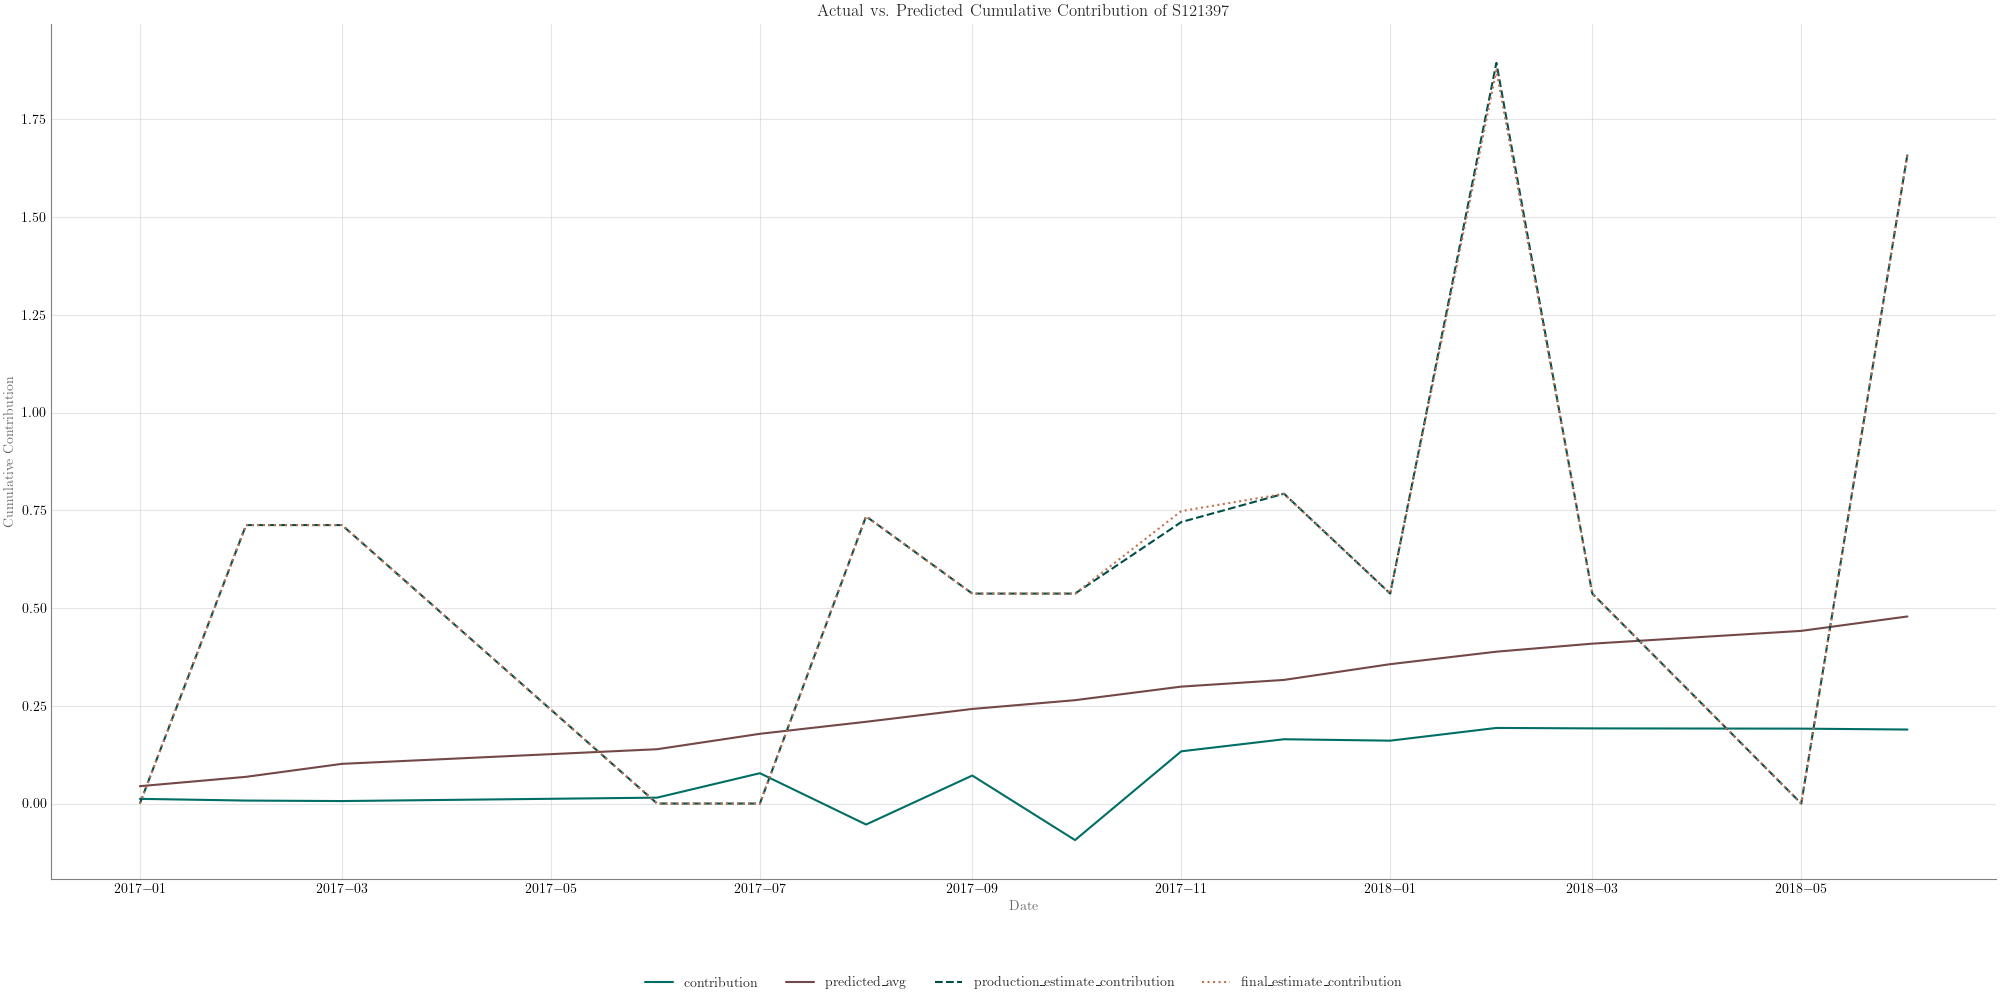 Actual vs. Predicted Cumulative Contribution of S121397
Cumulative Contribution
1.75
1.50
1.25
1.00
0.75
0.50
0.25
0.00
2017−01 2017−03 2017−05 2017−07 2017−09 2017−11 2018−01 2018−03 2018−05
Date
contribution predicted_avg production_estimate_contribution final_estimate_contribution